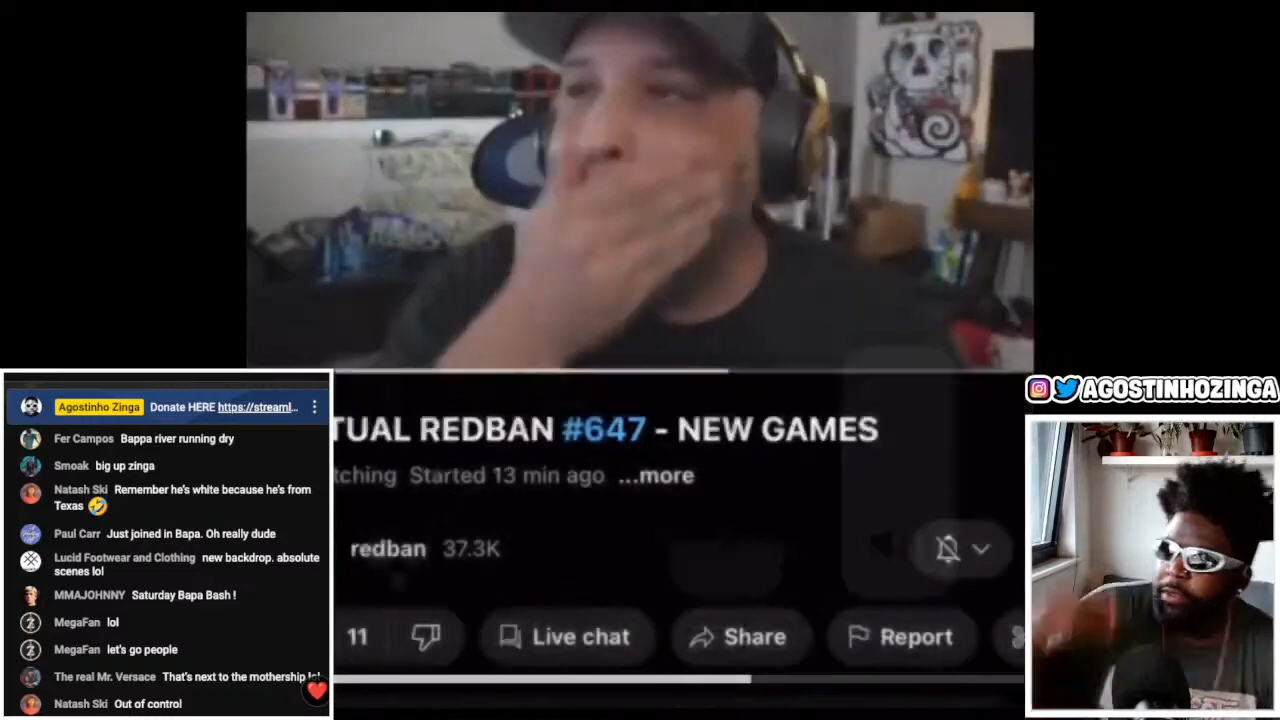 TUAL REDBAN #647 - NEW GAMES
tching Started 13 min ago ...more
redban 37.3K
11 Live chat Share Report
Agostinho Zinga Donate HERE https://streaml...
Fer Campos Bappa river running dry
Smoak big up zinga
Natash Ski Remember he's white because he's from
Texas 🤣
Paul Carr Just joined in Bapa. Oh really dude
Lucid Footwear and Clothing new backdrop. absolute
scenes lol
MMAJOHNNY Saturday Bapa Bash !
MegaFan lol
MegaFan let's go people
The real Mr. Versace That's next to the mothership lol
Natash Ski Out of control
AGOSTINHOZINGA